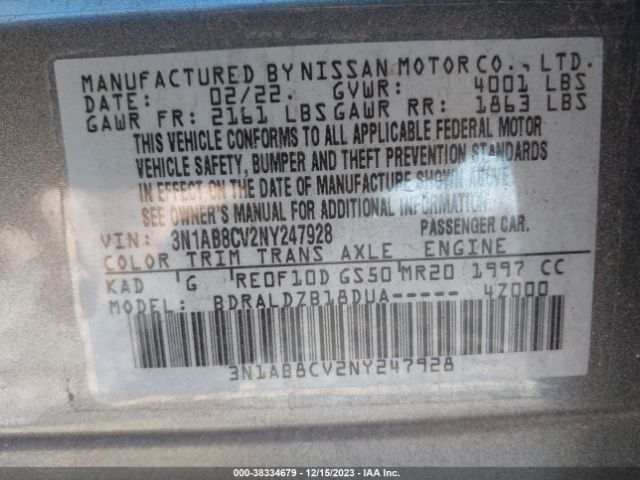 MANUFACTURED BY NISSAN MOTOR CO., LTD.
DATE: 02/22. GVWR: 4001 LBS
GAWR FR: 2161 LBS GAWR RR: 1863 LBS
THIS VEHICLE CONFORMS TO ALL APPLICABLE FEDERAL MOTOR
VEHICLE SAFETY, BUMPER AND THEFT PREVENTION STANDARDS
IN EFFECT ON THE DATE OF MANUFACTURE SHOWN ABOVE
SEE OWNER'S MANUAL FOR ADDITIONAL INFORMATION
VIN: 3N1AB8CV2NY247928 PASSENGER CAR.
COLOR TRIM TRANS AXLE ENGINE
KAD G RE0F10D GS50 MR20 1997 CC
MODEL: BDRALDZB18DUA----- 4Z000
3N1AB8CV2NY247928
000-38334679 - 12/15/2023 - IAA Inc.